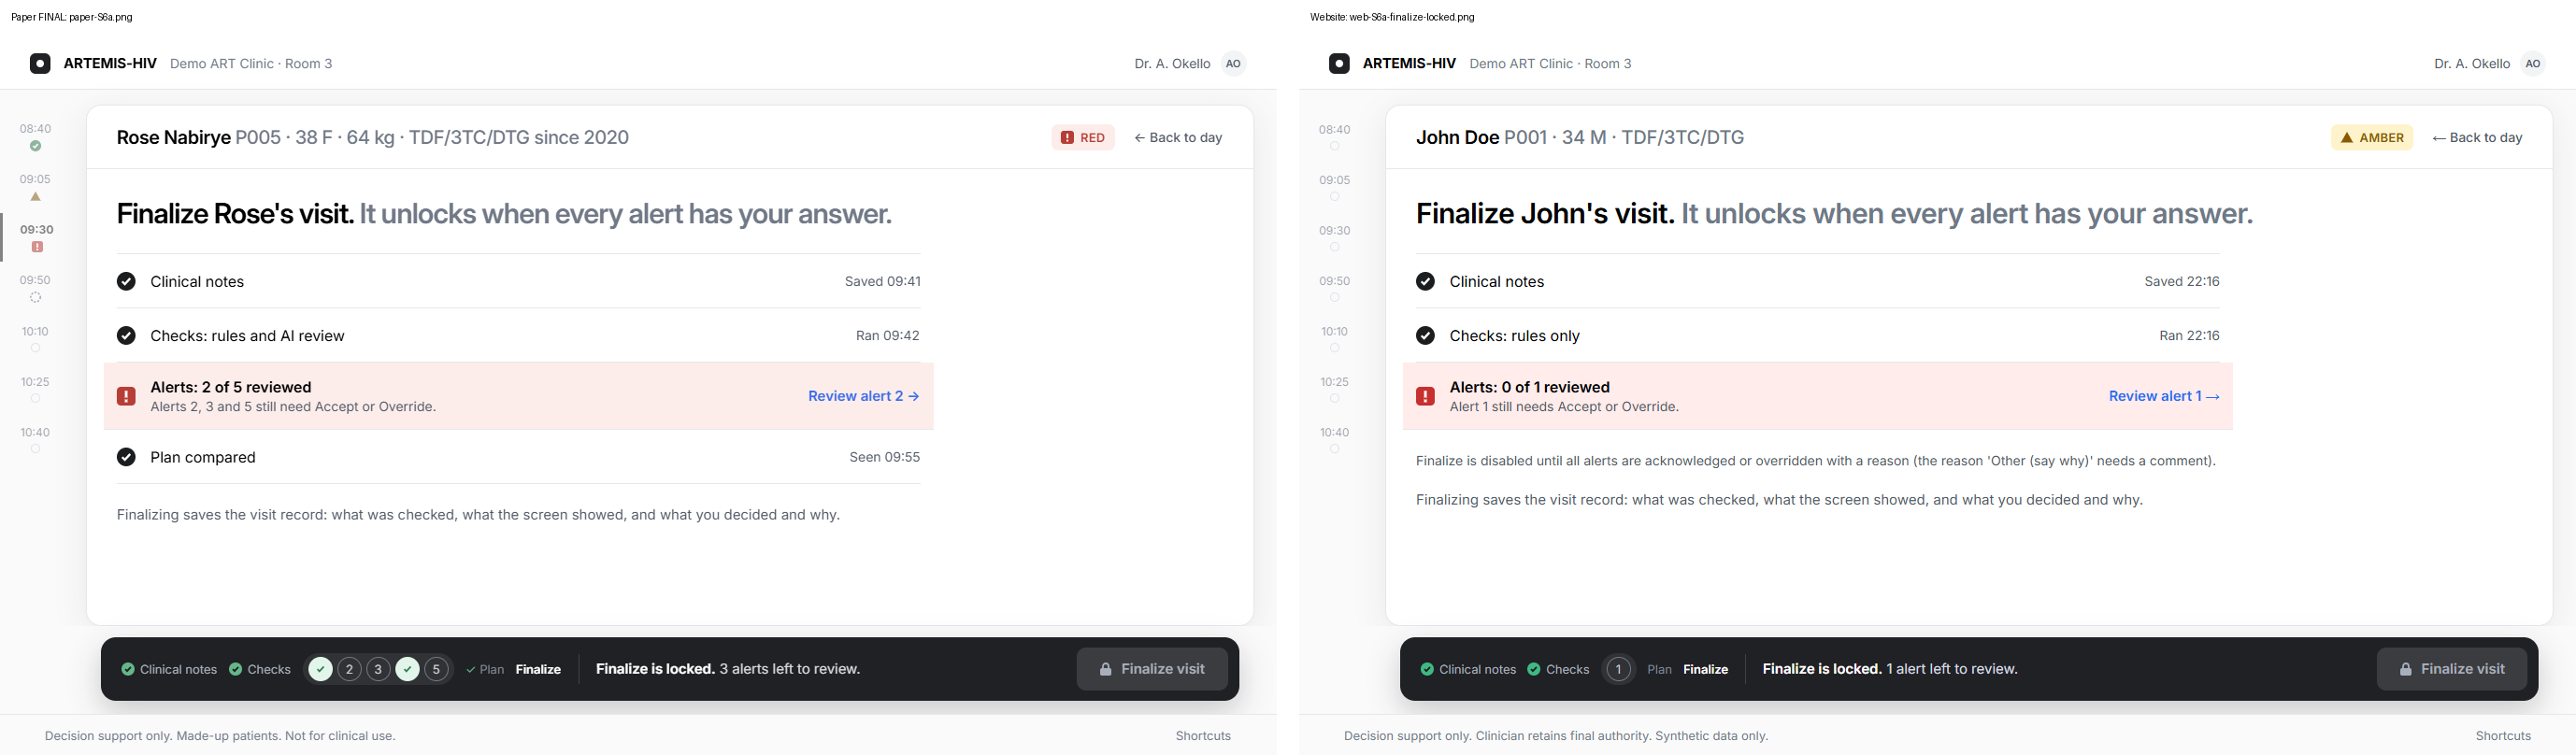 Paper FINAL: paper-S6a.png
ARTEMIS-HIV Demo ART Clinic · Room 3
Dr. A. Okello AO
08:40
09:05
09:30
09:50
10:10
10:25
10:40
Rose Nabirye P005 · 38 F · 64 kg · TDF/3TC/DTG since 2020
RED
← Back to day
Finalize Rose's visit. It unlocks when every alert has your answer.
Clinical notes Saved 09:41
Checks: rules and AI review Ran 09:42
Alerts: 2 of 5 reviewed
Alerts 2, 3 and 5 still need Accept or Override.
Review alert 2 →
Plan compared Seen 09:55
Finalizing saves the visit record: what was checked, what the screen showed, and what you decided and why.
Clinical notes Checks 2 3 5 Plan Finalize Finalize is locked. 3 alerts left to review. Finalize visit
Decision support only. Made-up patients. Not for clinical use. Shortcuts
Website: web-S6a-finalize-locked.png
ARTEMIS-HIV Demo ART Clinic · Room 3
Dr. A. Okello AO
08:40
09:05
09:30
09:50
10:10
10:25
10:40
John Doe P001 · 34 M · TDF/3TC/DTG
AMBER
← Back to day
Finalize John's visit. It unlocks when every alert has your answer.
Clinical notes Saved 22:16
Checks: rules only Ran 22:16
Alerts: 0 of 1 reviewed
Alert 1 still needs Accept or Override.
Review alert 1 →
Finalize is disabled until all alerts are acknowledged or overridden with a reason (the reason 'Other (say why)' needs a comment).
Finalizing saves the visit record: what was checked, what the screen showed, and what you decided and why.
Clinical notes Checks 1 Plan Finalize Finalize is locked. 1 alert left to review. Finalize visit
Decision support only. Clinician retains final authority. Synthetic data only. Shortcuts